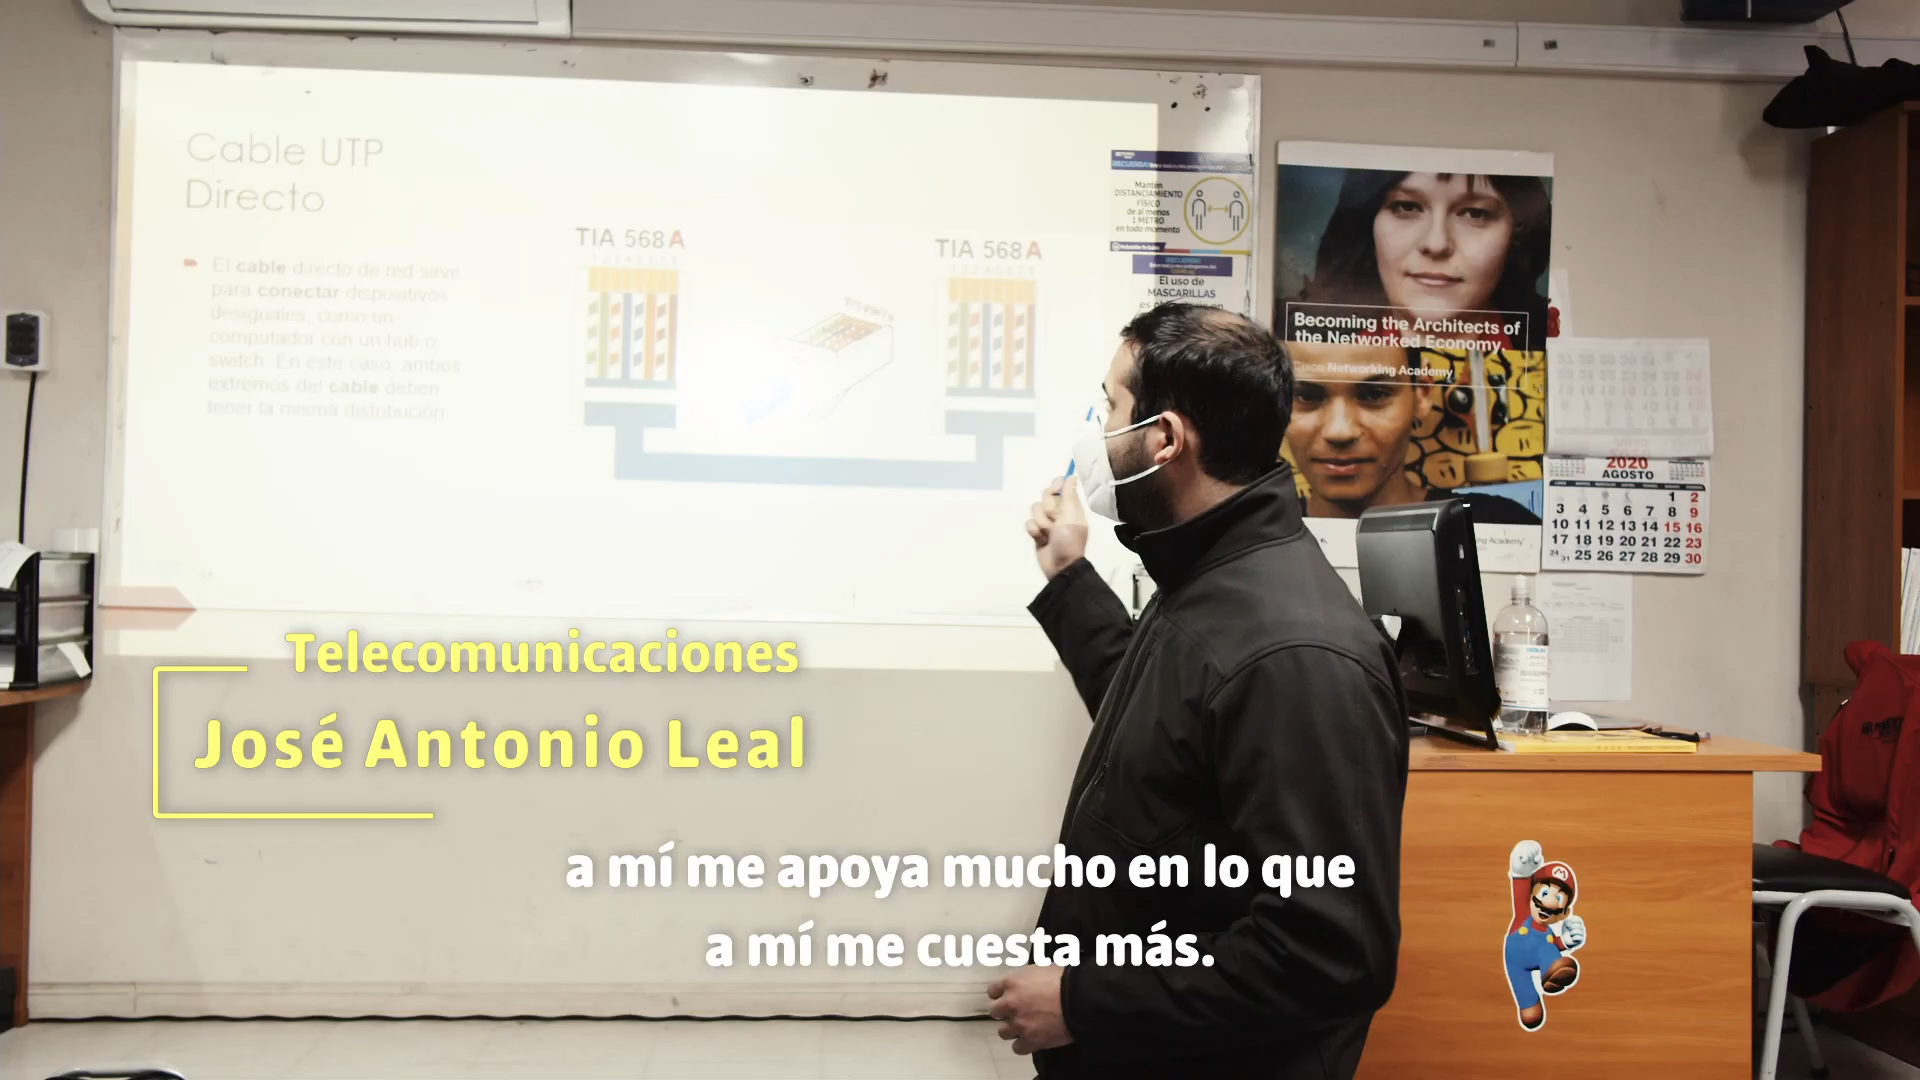 Cable UTP
Directo
El cable directo de red sirve
para conectar dispositivos
desiguales, como un
computador con un hub o
switch. En este caso, ambos
extremos del cable deben
tener la misma distribución
TIA 568A
TIA 568A
Mantén
DISTANCIAMIENTO
FÍSICO
de al menos
1 METRO
en todo momento
El uso de
MASCARILLAS
Becoming the Architects of
the Networked Economy.
Cisco Networking Academy
2020
AGOSTO
1 2
3 4 5 6 7 8 9
10 11 12 13 14 15 16
17 18 19 20 21 22 23
24 31 25 26 27 28 29 30
Telecomunicaciones
José Antonio Leal
a mí me apoya mucho en lo que
a mí me cuesta más.